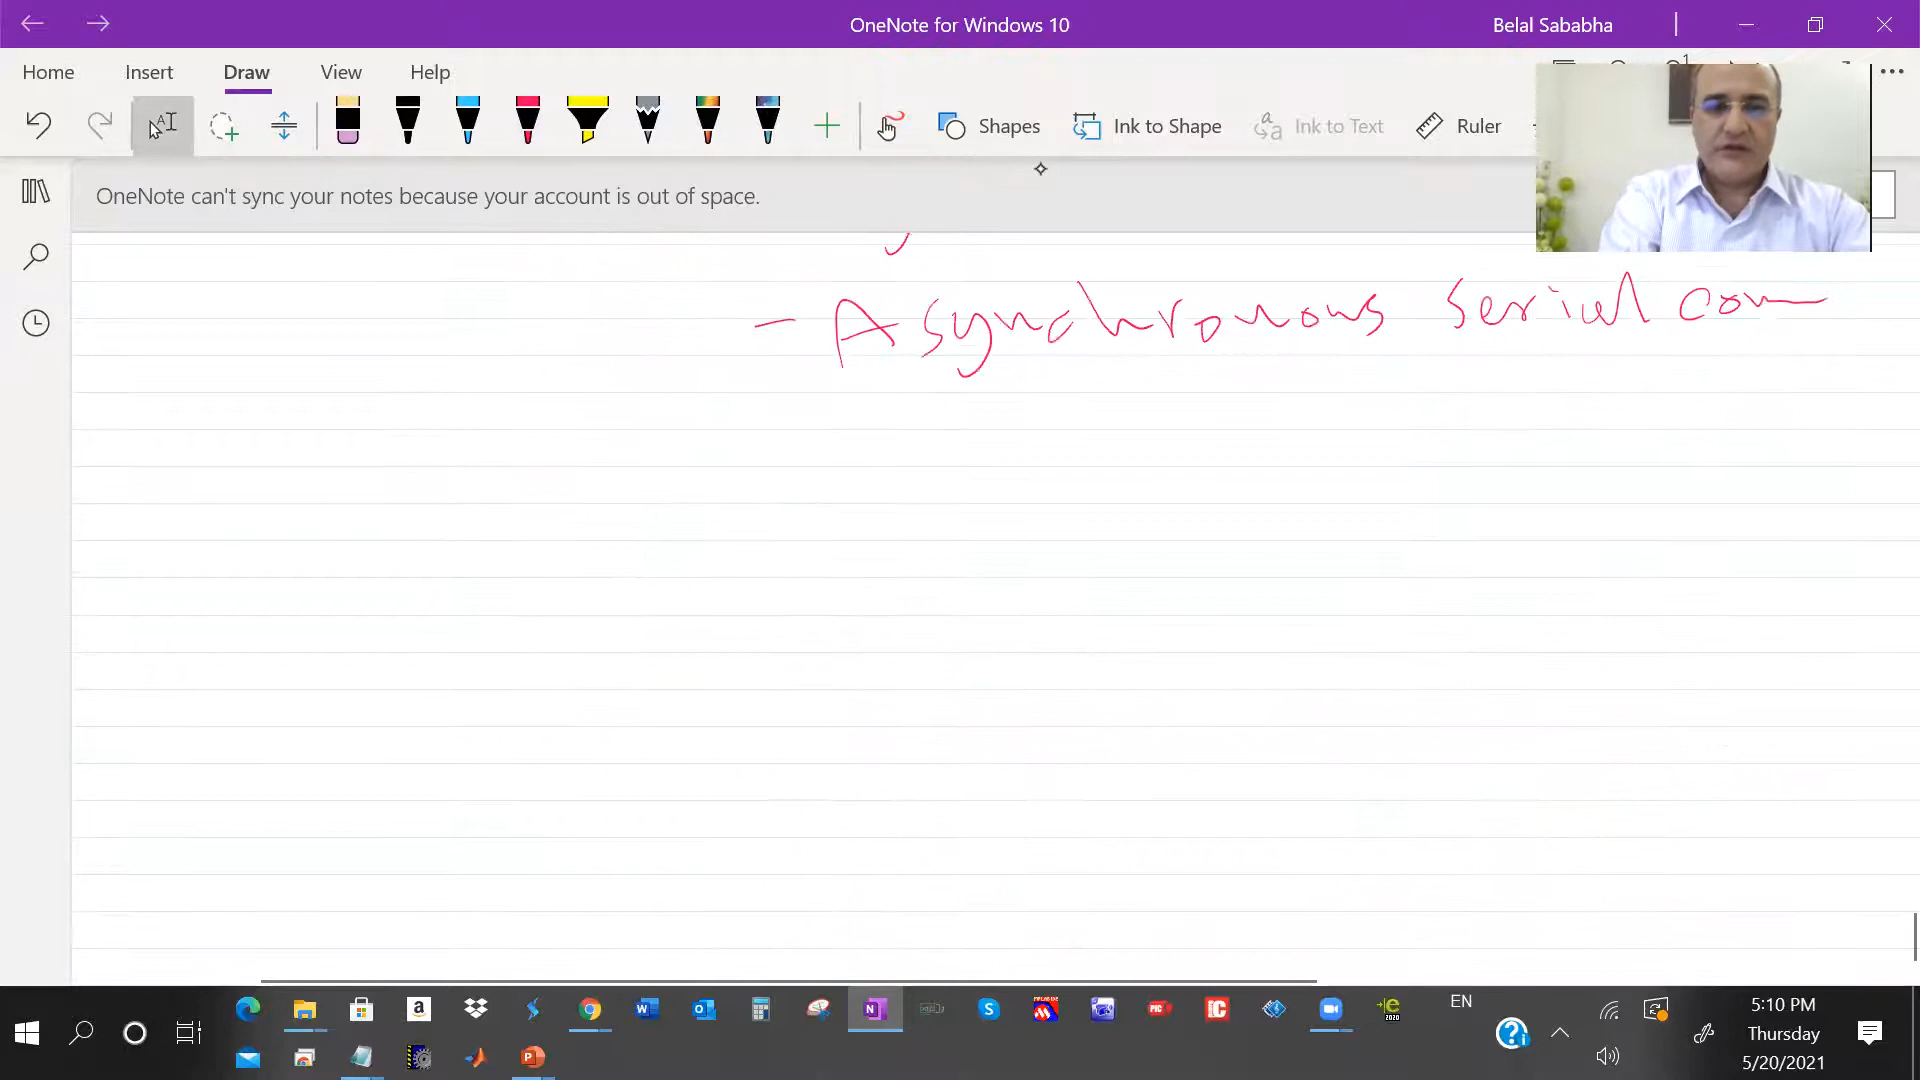 OneNote for Windows 10
Belal Sababha
Home Insert Draw View Help
Shapes Ink to Shape Ink to Text Ruler
OneNote can't sync your notes because your account is out of space.
- Asynchronous serial com
EN
5:10 PM
Thursday
5/20/2021